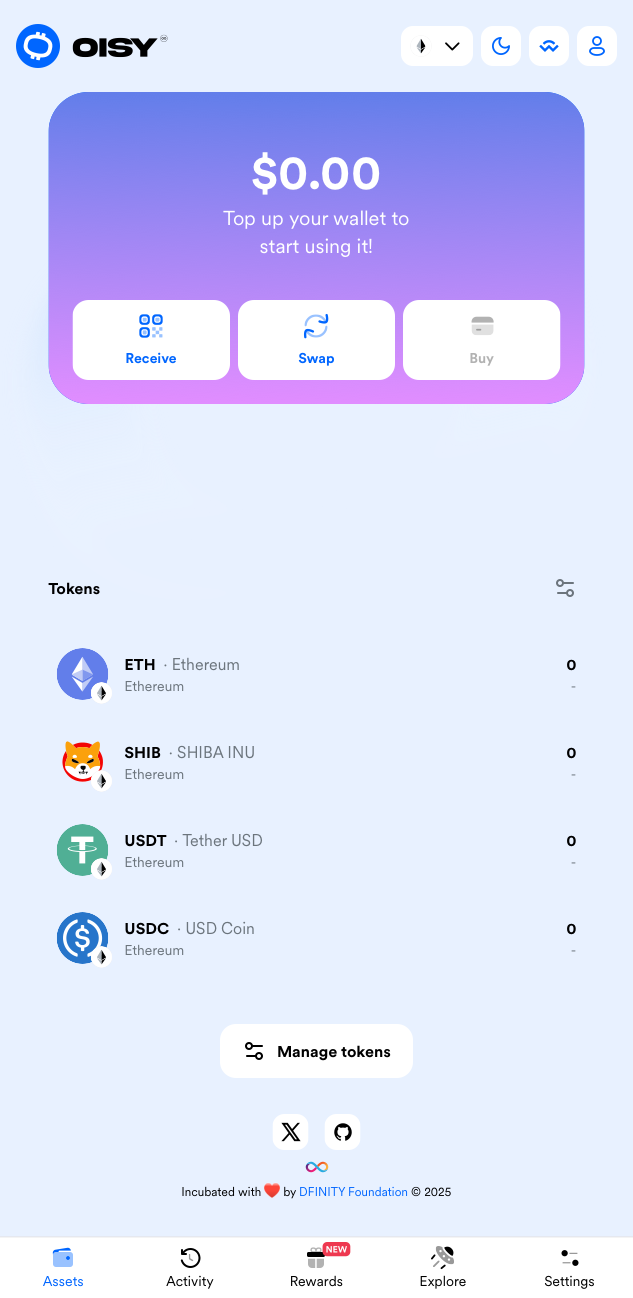 OISY
$0.00
Top up your wallet to
start using it!
Receive
Swap
Buy
Tokens
ETH · Ethereum
0
Ethereum
-
SHIB · SHIBA INU
0
Ethereum
-
USDT · Tether USD
0
Ethereum
-
USDC · USD Coin
0
Ethereum
-
Manage tokens
Incubated with ❤️ by DFINITY Foundation © 2025
NEW
Assets
Activity
Rewards
Explore
Settings